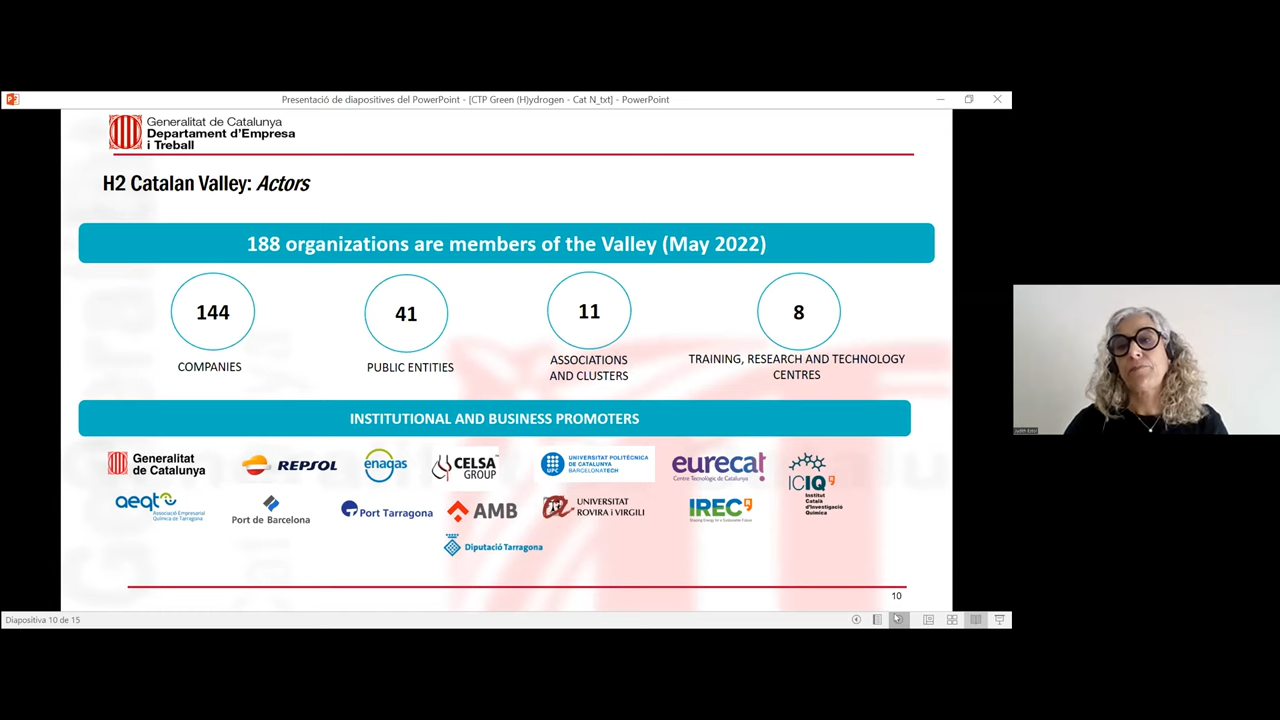 Presentació de diapositives del PowerPoint - [CTP Green (H)ydrogen - Cat N_txt] - PowerPoint
Generalitat de Catalunya
Departament d'Empresa
i Treball
H2 Catalan Valley: Actors
188 organizations are members of the Valley (May 2022)
144
41
11
8
COMPANIES
PUBLIC ENTITIES
ASSOCIATIONS
AND CLUSTERS
TRAINING, RESEARCH AND TECHNOLOGY
CENTRES
INSTITUTIONAL AND BUSINESS PROMOTERS
Generalitat
de Catalunya
REPSOL
enagas
CELSA
GROUP
UPC
UNIVERSITAT POLITÈCNICA
DE CATALUNYA
BARCELONATECH
eurecat
Centre Tecnològic de Catalunya
ICIQ
Institut
Català
d'Investigació
Química
aeqt
Associació Empresarial
Química de Tarragona
Port de Barcelona
Port Tarragona
AMB
UNIVERSITAT
ROVIRA i VIRGILI
IREC
Diputació Tarragona
10
Diapositiva 10 de 15